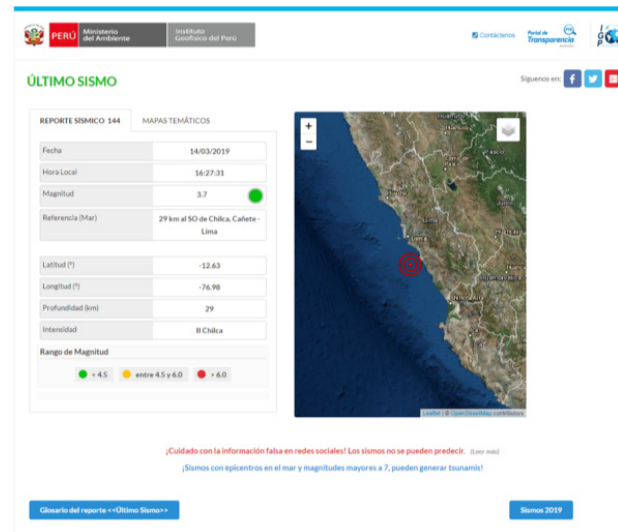 PERÚ Ministerio del Ambiente Instituto Geofísico del Perú
Contáctenos Portal de Transparencia
ÚLTIMO SISMO
Síguenos en:
REPORTE SÍSMICO 144 MAPAS TEMÁTICOS
Fecha 14/03/2019
Hora Local 16:27:31
Magnitud 3.7
Referencia (Mar) 29 km al SO de Chilca, Cañete -
Lima
Latitud (°) -12.63
Longitud (°) -76.98
Profundidad (km) 29
Intensidad II Chilca
Rango de Magnitud
< 4.5 entre 4.5 y 6.0 > 6.0
+
−
Lima
Leaflet | © OpenStreetMap contributors
¡Cuidado con la información falsa en redes sociales! Los sismos no se pueden predecir. (Leer más)
¡Sismos con epicentros en el mar y magnitudes mayores a 7, pueden generar tsunamis!
Glosario del reporte <<Último Sismo>>
Sismos 2019